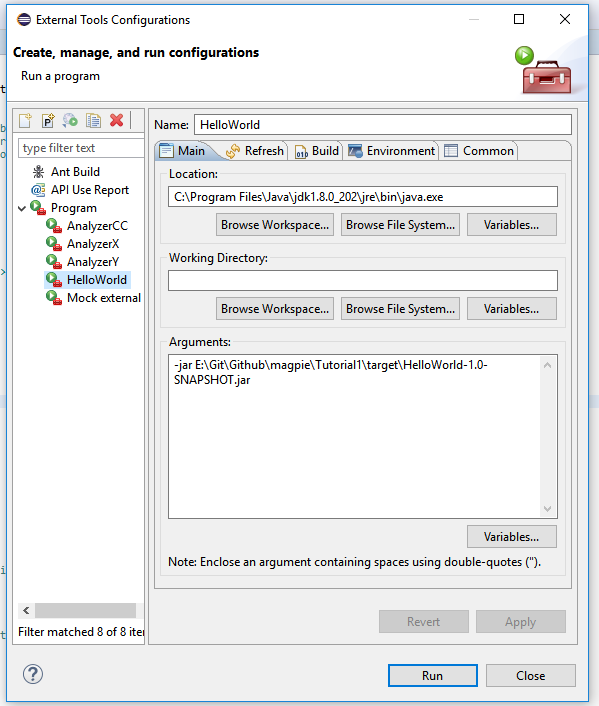 External Tools Configurations
Create, manage, and run configurations
Run a program
type filter text
Ant Build
API Use Report
Program
AnalyzerCC
AnalyzerX
AnalyzerY
HelloWorld
Mock external
Filter matched 8 of 8 iter
Name: HelloWorld
Main Refresh Build Environment Common
Location:
C:\Program Files\Java\jdk1.8.0_202\jre\bin\java.exe
Browse Workspace... Browse File System... Variables...
Working Directory:
Browse Workspace... Browse File System... Variables...
Arguments:
-jar E:\Git\Github\magpie\Tutorial1\target\HelloWorld-1.0-
SNAPSHOT.jar
Variables...
Note: Enclose an argument containing spaces using double-quotes (").
Revert Apply
Run Close